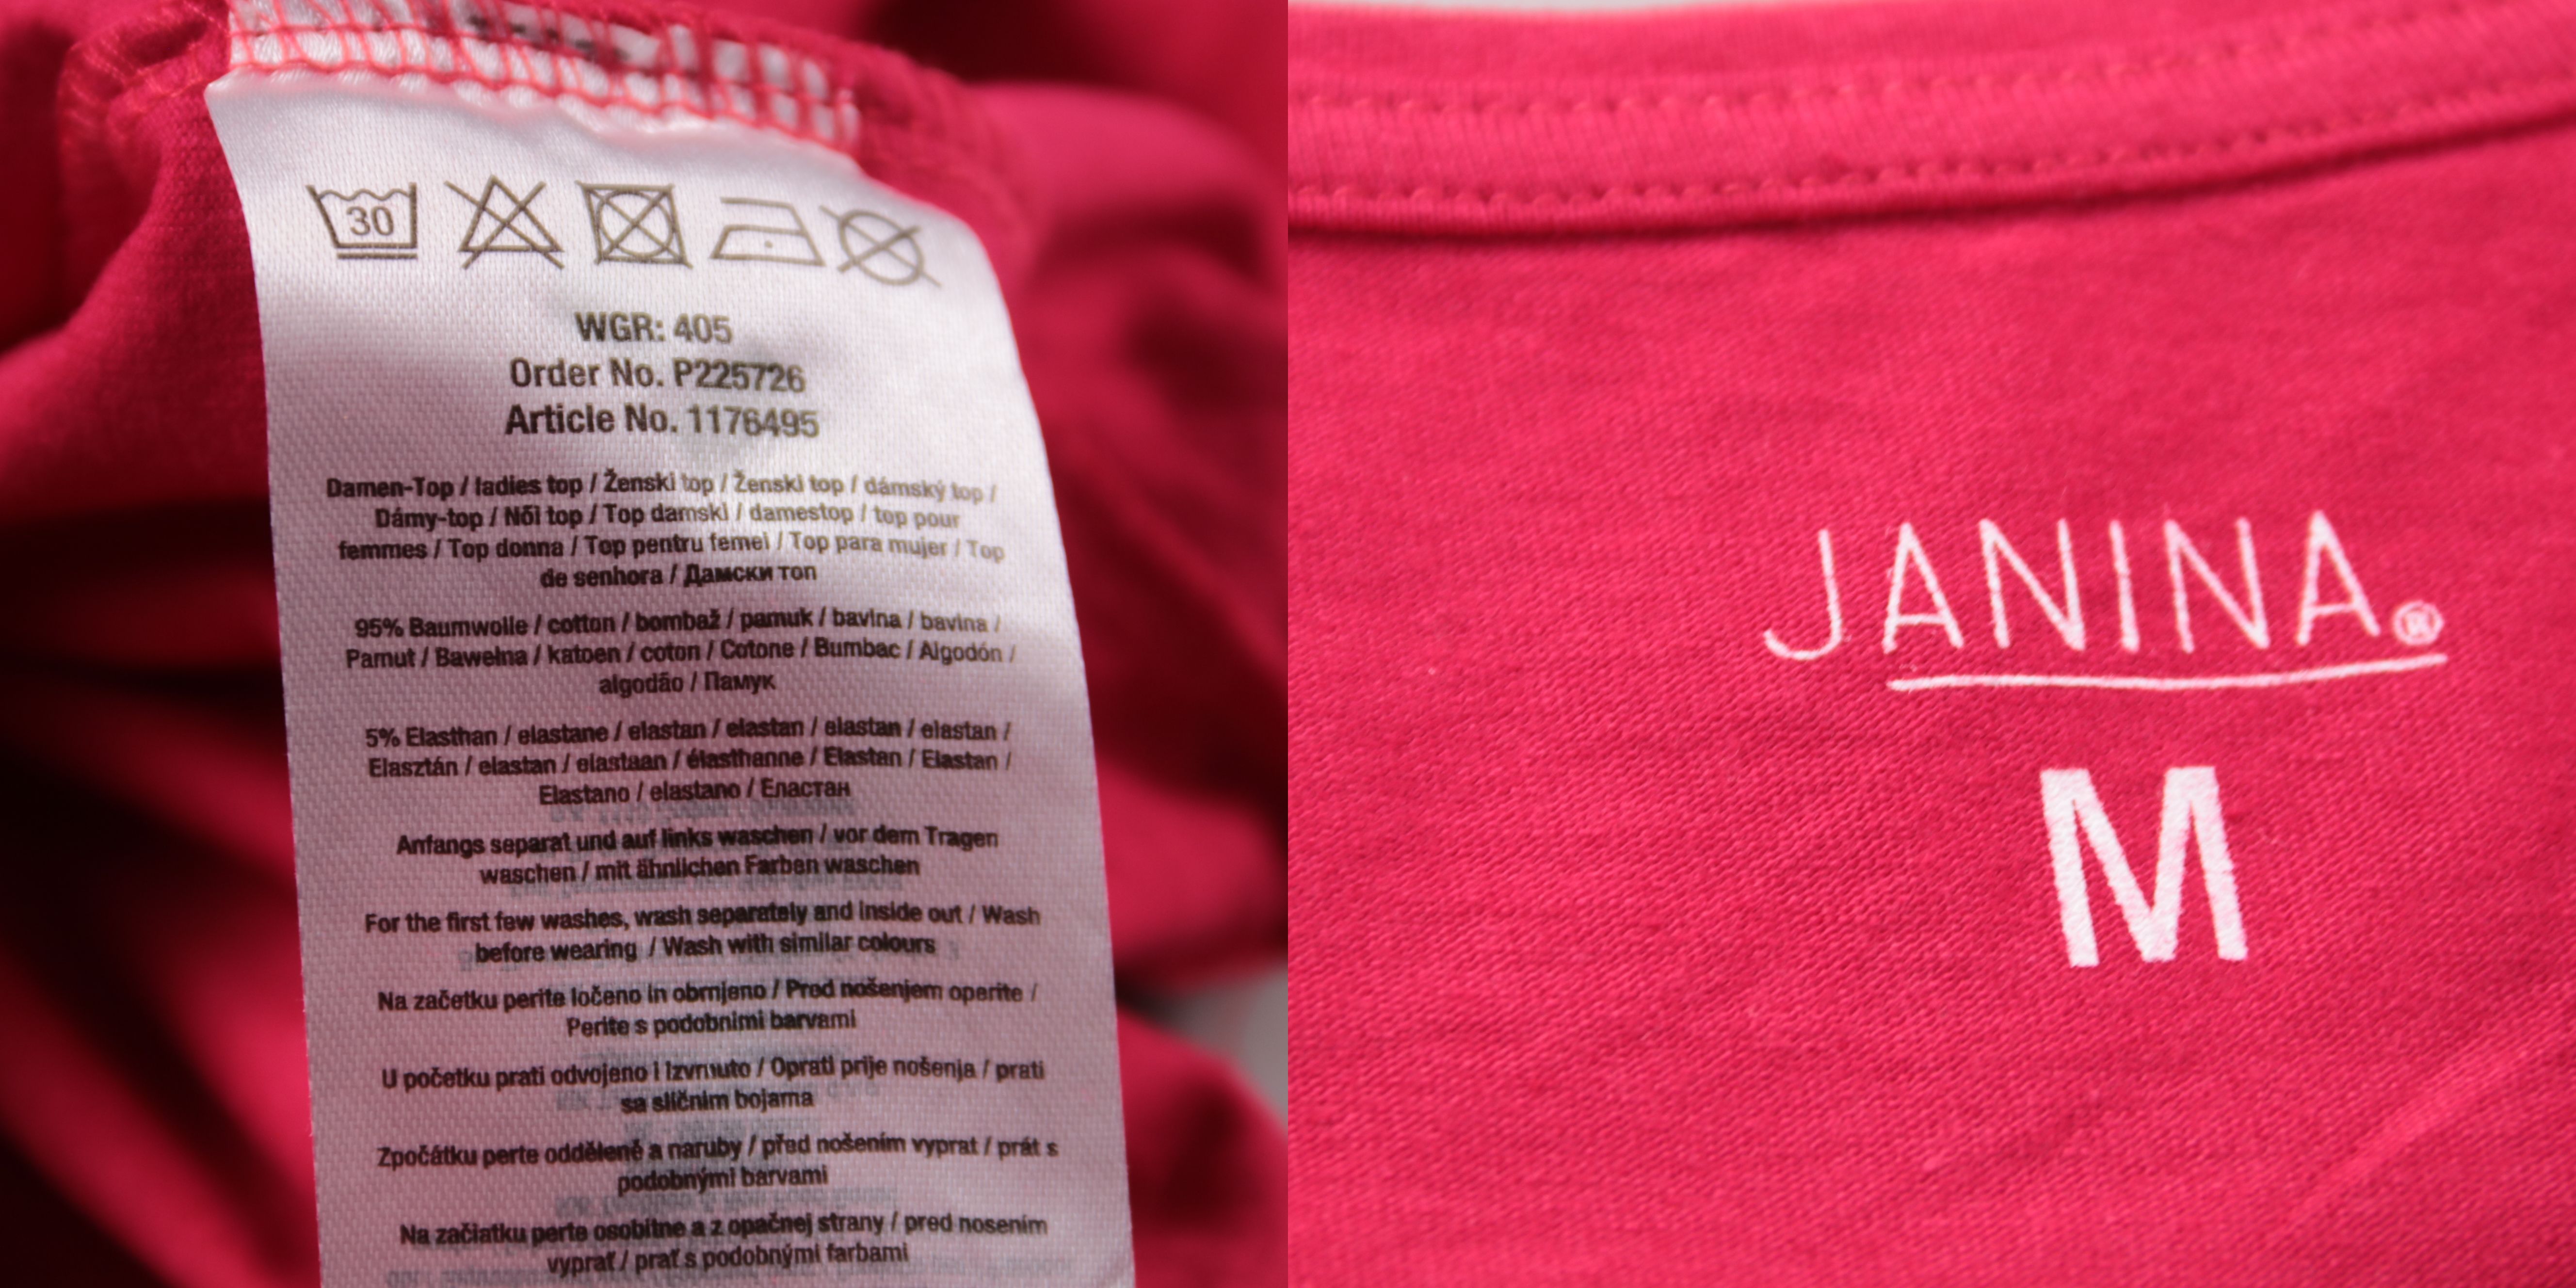 30
WGR: 405
Order No. P225726
Article No. 1176495
Damen-Top / ladies top / Ženski top / Ženski top / dámský top /
Dámy-top / Női top / Top damski / damestop / top pour
femmes / Top donna / Top pentru femei / Top para mujer / Top
de senhora / Дамски топ
95% Baumwolle / cotton / bombaž / pamuk / bavlna / bavlna /
Pamut / Bawełna / katoen / coton / Cotone / Bumbac / Algodón /
algodão / Памук
5% Elasthan / elastane / elastan / elastan / elastan / elastan /
Elasztán / elastan / elastaan / élasthanne / Elastan / Elastan /
Elastano / elastano / Еластан
Anfangs separat und auf links waschen / vor dem Tragen
waschen / mit ähnlichen Farben waschen
For the first few washes, wash separately and inside out / Wash
before wearing / Wash with similar colours
Na začetku perite ločeno in obrnjeno / Pred nošenjem operite /
Perite s podobnimi barvami
U početku prati odvojeno i izvrnuto / Oprati prije nošenja / prati
sa sličnim bojama
Zpočátku perte odděleně a naruby / před nošením vyprat / prát s
podobnými barvami
Na začiatku perte osobitne a z opačnej strany / pred nosením
vyprať / prať s podobnými farbami
JANINA.®
M